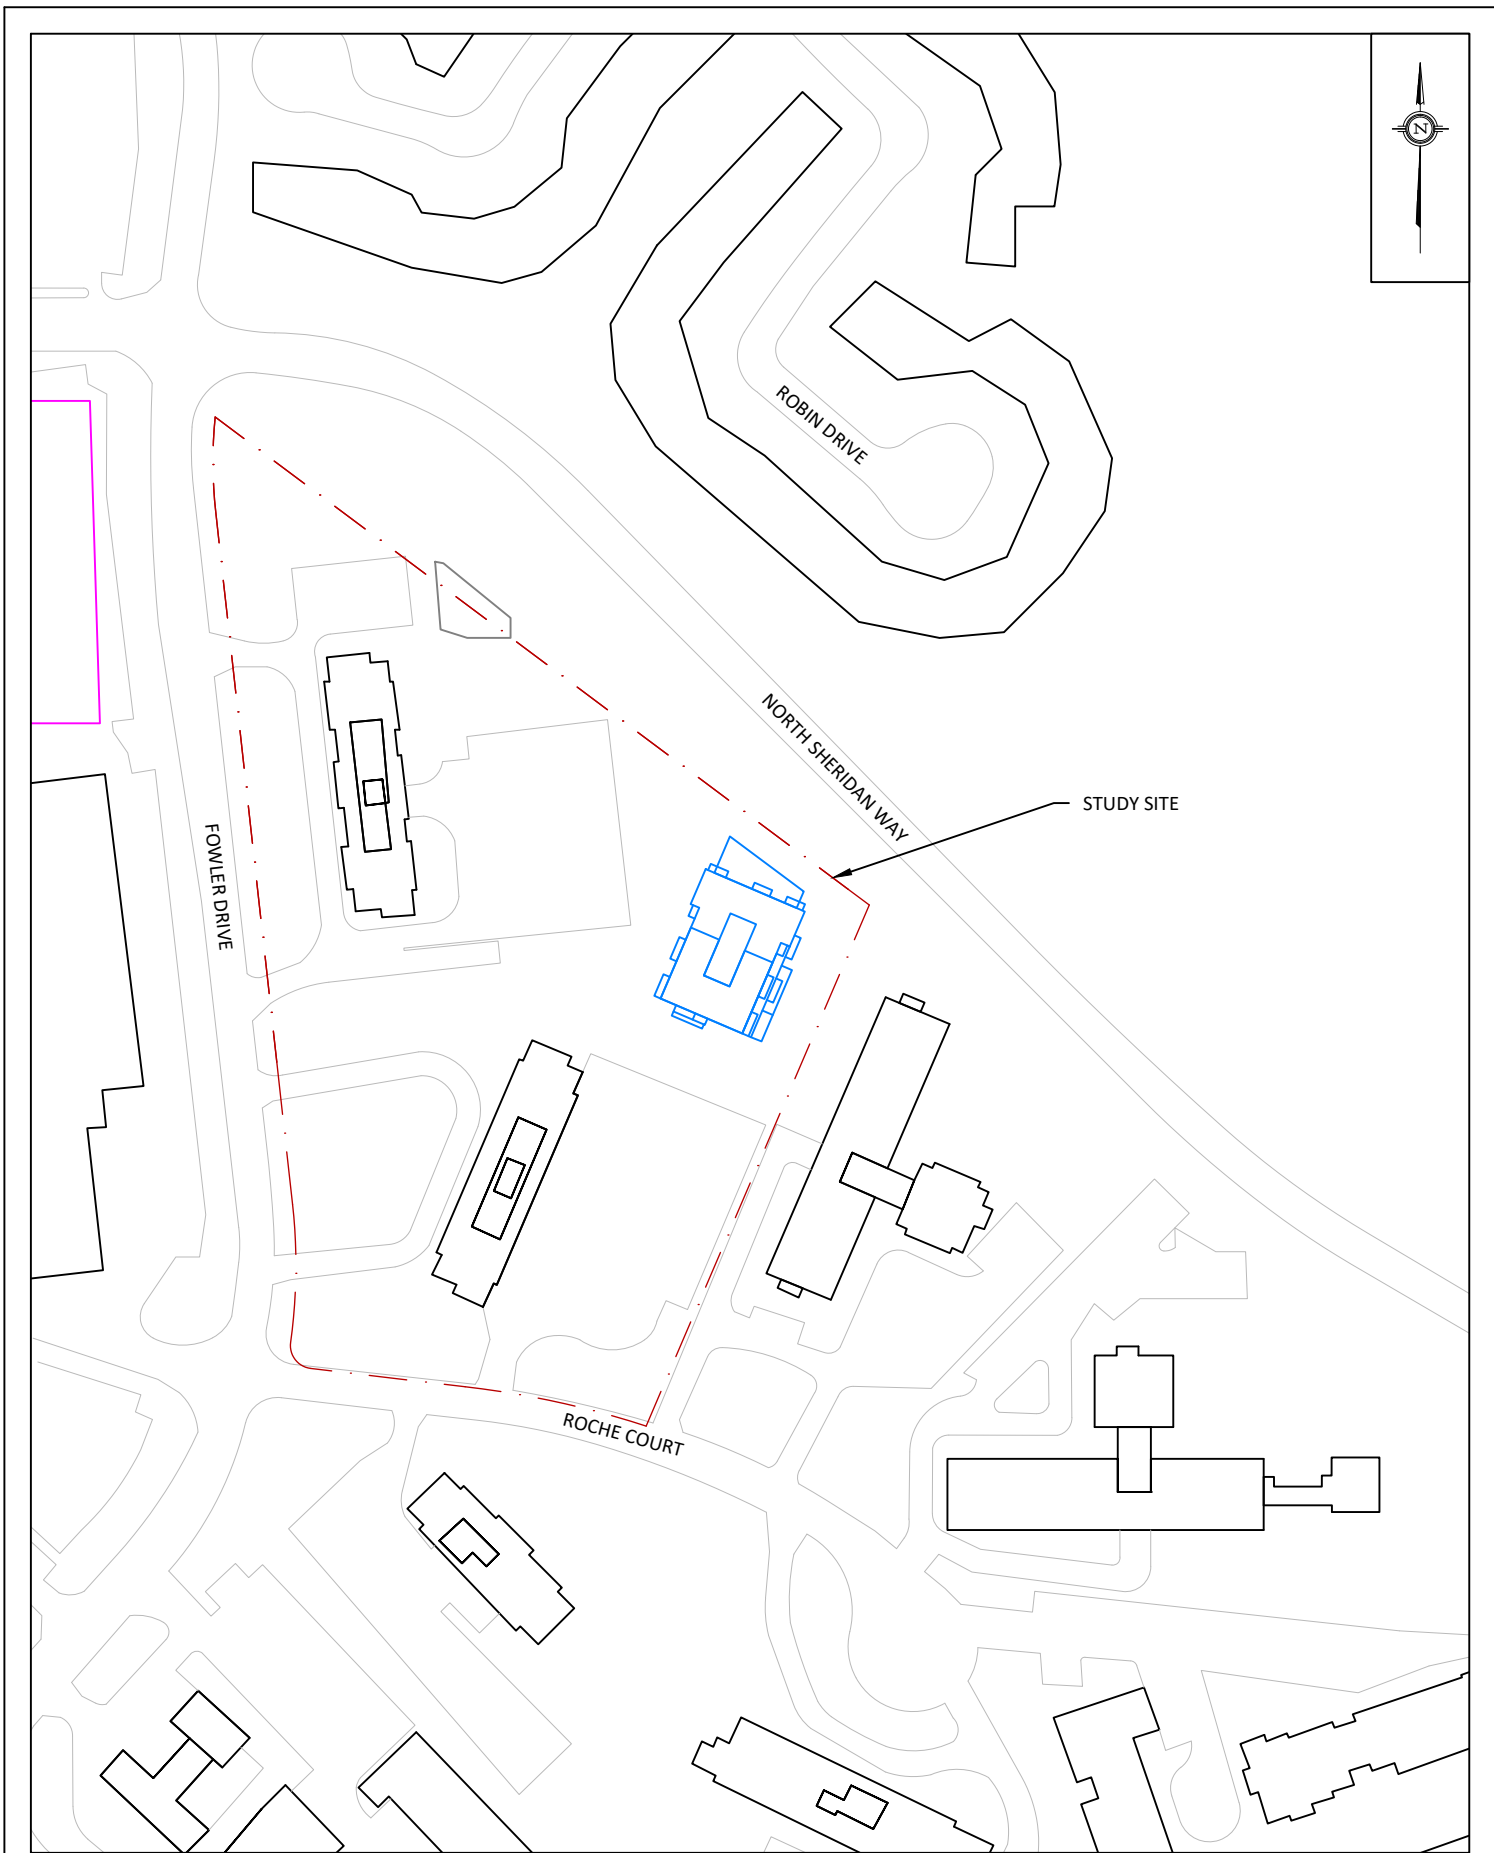 N
ROBIN DRIVE
NORTH SHERIDAN WAY
STUDY SITE
FOWLER DRIVE
ROCHE COURT